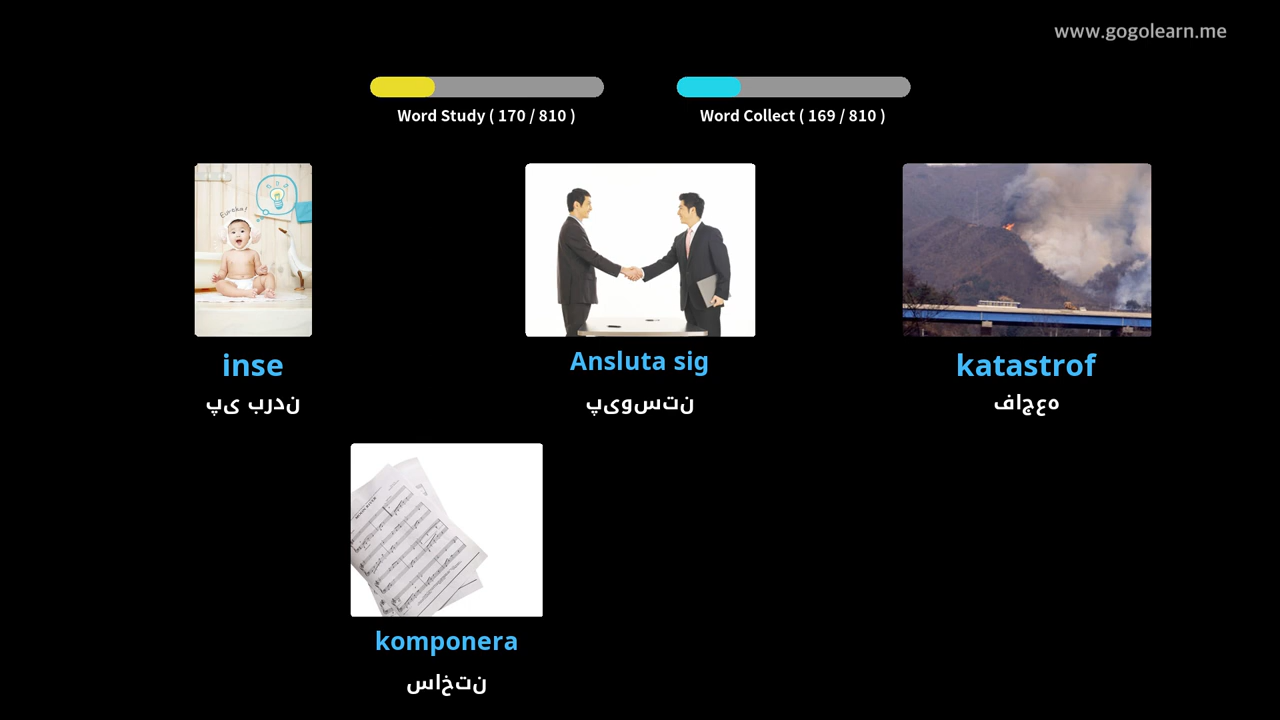 www.gogolearn.me
Word Study ( 170 / 810 )
Word Collect ( 169 / 810 )
Eureka!
inse
پی بردن
Ansluta sig
پیوستن
katastrof
فاجعه
komponera
ساختن